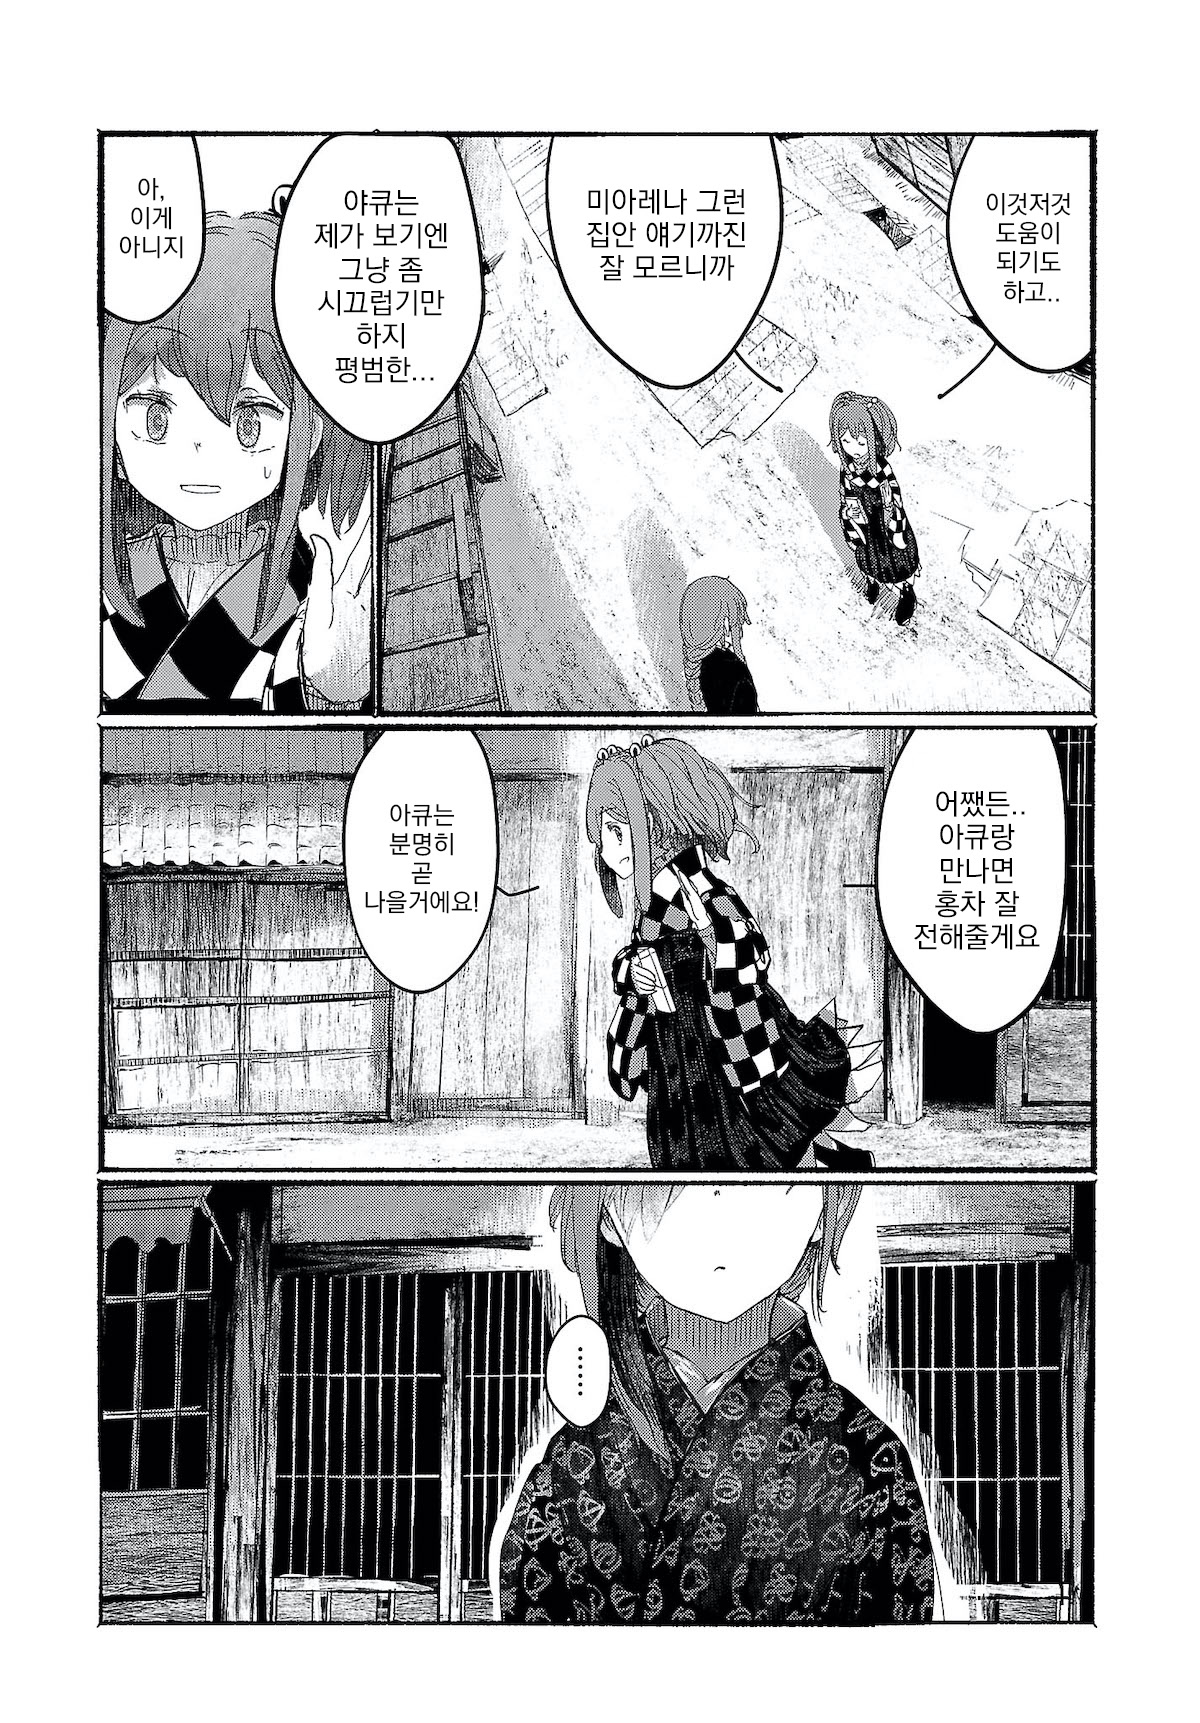 이것저것
도움이
되기도
하고..
미아레나 그런
집안 얘기까진
잘 모르니까
야큐는
제가 보기엔
그냥 좀
시끄럽기만
하지
평범한...
아,
이게
아니지
어쨌든..
아큐랑
만나면
홍차 잘
전해줄게요
아큐는
분명히
곧
나을거에요!
······